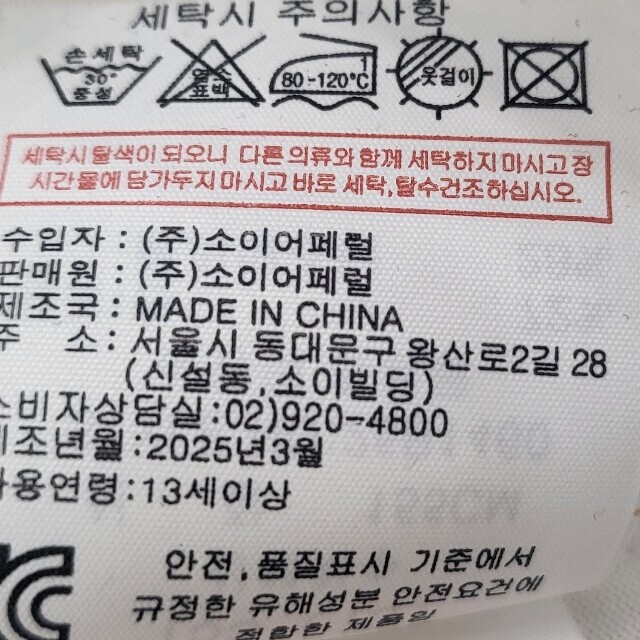 세탁시 주의사항
손세탁 30° 중성
염소 표백
80-120℃
옷걸이
세탁시 탈색이 되오니 다른 의류와 함께 세탁하지마시고 장
시간 물에 담가두지 마시고 바로 세탁,탈수건조하십시오.
수입자 : (주)소이어페럴
판매원 : (주)소이어페럴
제조국 : MADE IN CHINA
주 소 : 서울시 동대문구 왕산로2길 28
(신설동,소이빌딩)
소비자상담실:02)920-4800
제조년월:2025년3월
사용연령:13세이상
안전,품질표시 기준에서
규정한 유해성분 안전요건에
적합한 제품임